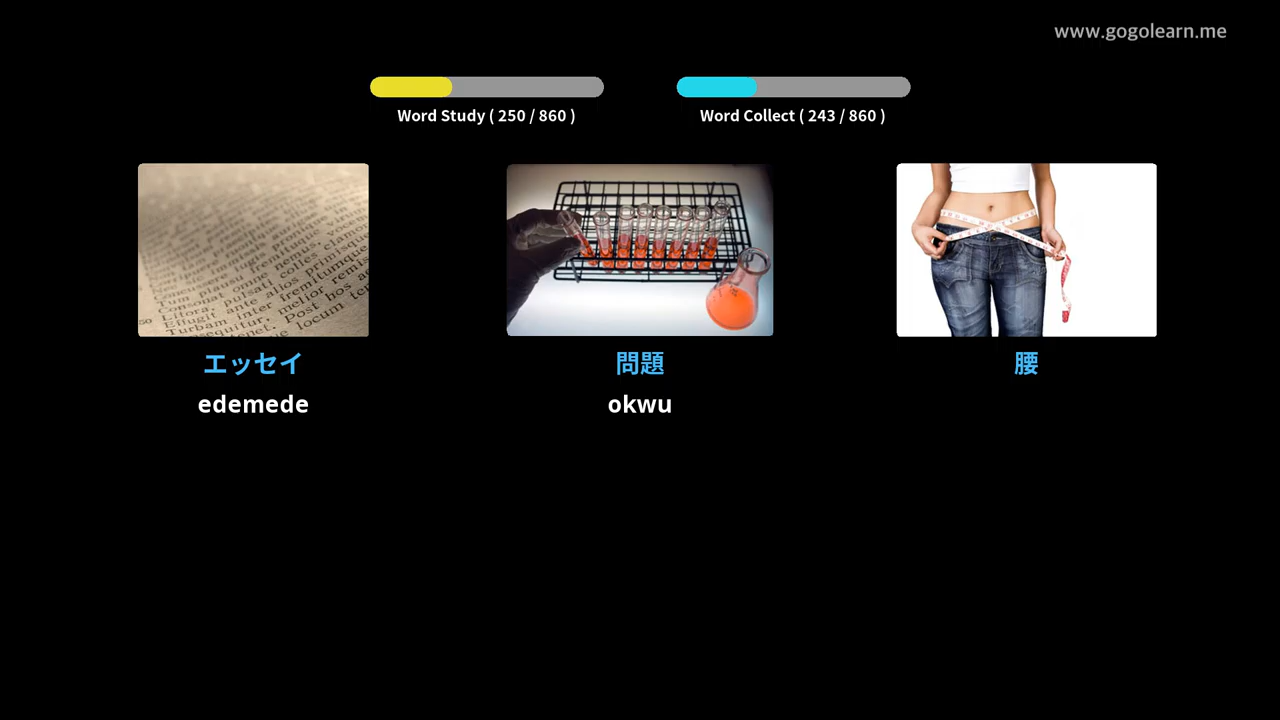 www.gogolearn.me
Word Study ( 250 / 860 )
Word Collect ( 243 / 860 )
エッセイ
edemede
問題
okwu
腰